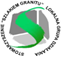 STOWARZYSZENIE "SZLAKIEM GRANITU"
LOKALNA GRUPA DZIAŁANIA